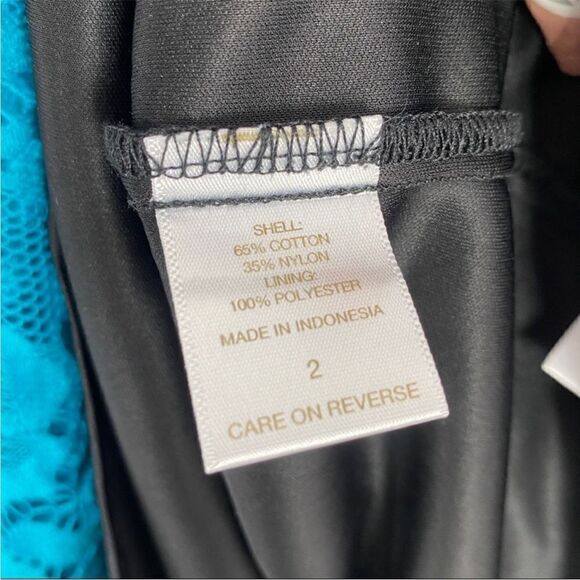 SHELL:
65% COTTON
35% NYLON
LINING:
100% POLYESTER
MADE IN INDONESIA
2
CARE ON REVERSE